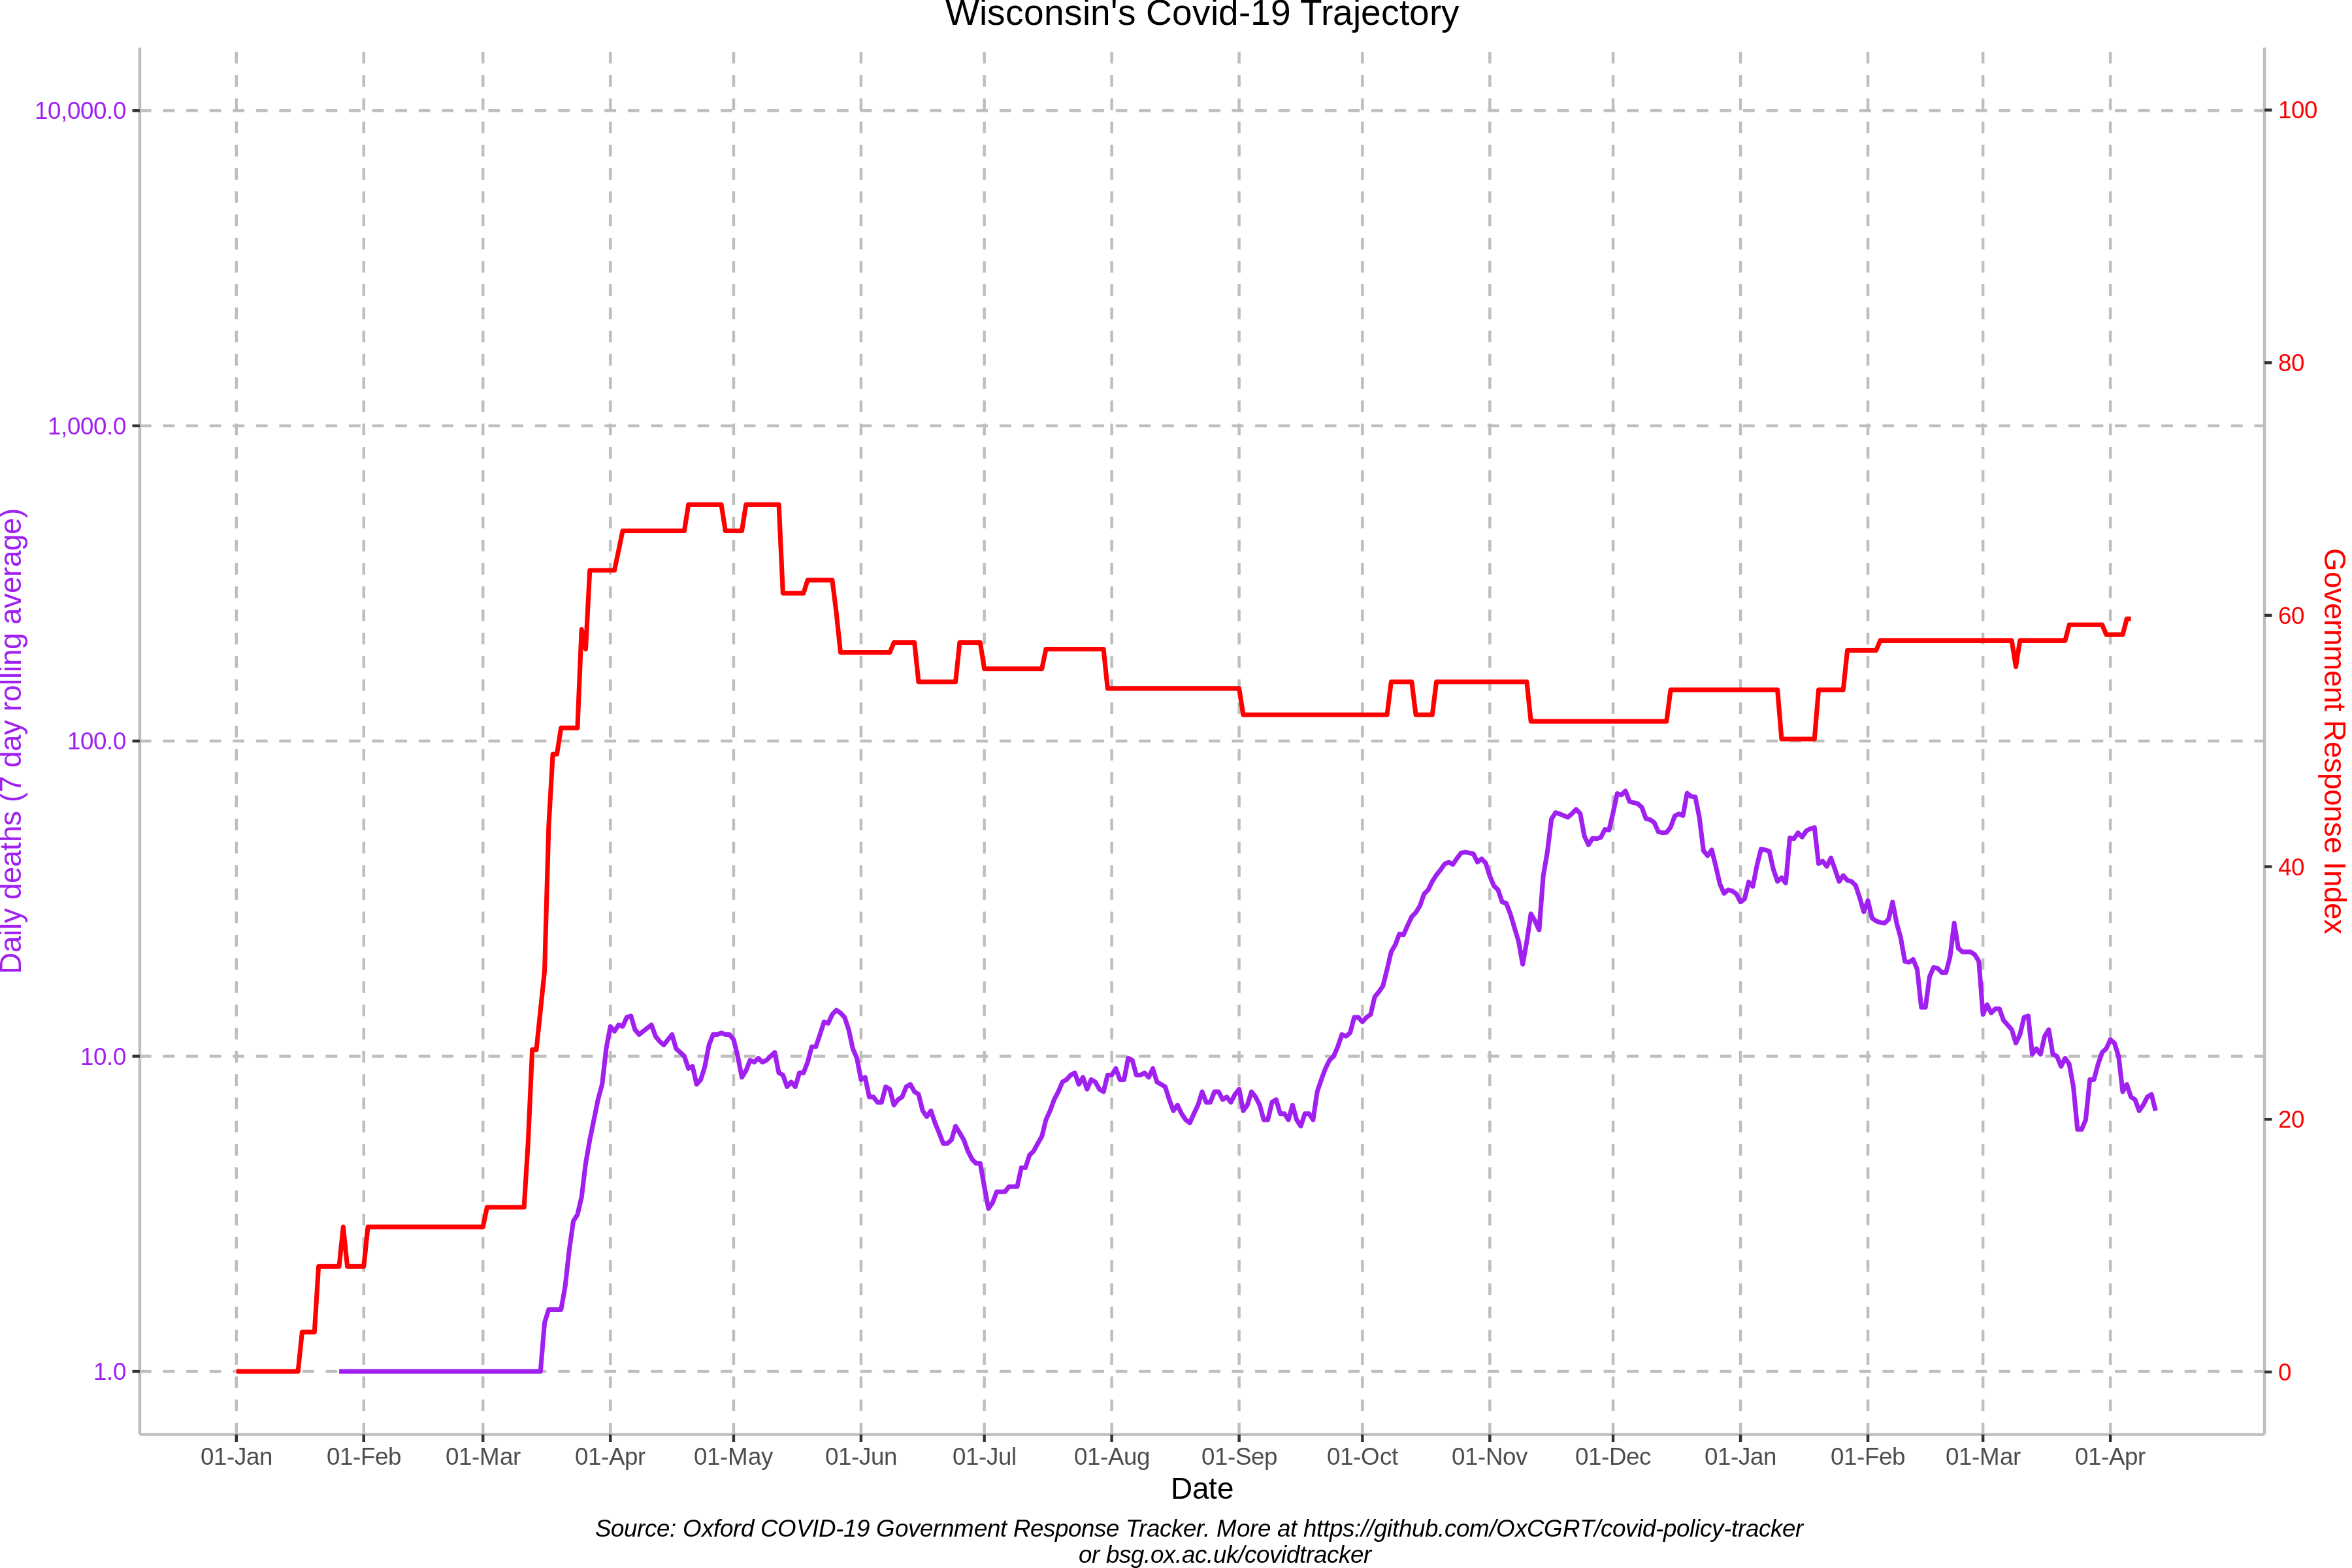 Wisconsin's Covid-19 Trajectory
10,000.0
1,000.0
100.0
10.0
1.0
Daily deaths (7 day rolling average)
100
80
60
40
20
0
Government Response Index
01-Jan 01-Feb 01-Mar 01-Apr 01-May 01-Jun 01-Jul 01-Aug 01-Sep 01-Oct 01-Nov 01-Dec 01-Jan 01-Feb 01-Mar 01-Apr
Date
Source: Oxford COVID-19 Government Response Tracker. More at https://github.com/OxCGRT/covid-policy-tracker
or bsg.ox.ac.uk/covidtracker